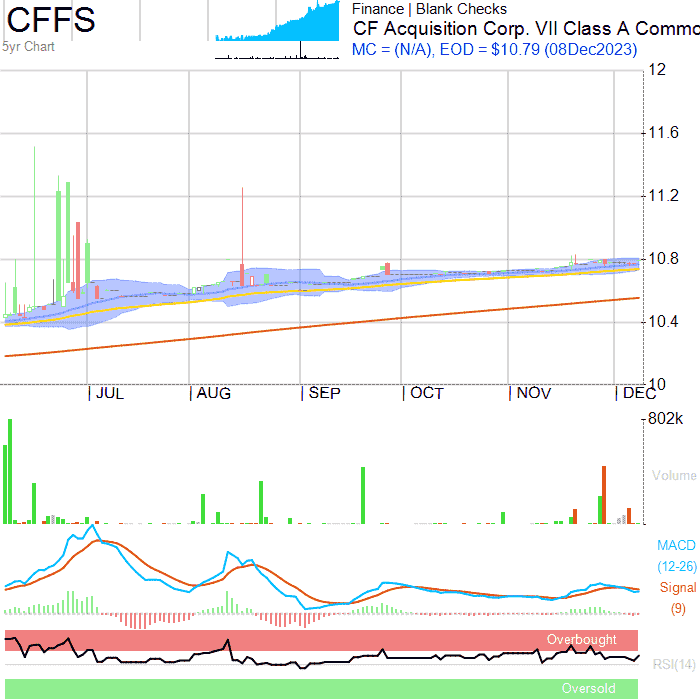 CFFS
5yr Chart
Finance | Blank Checks
CF Acquisition Corp. VII Class A Commo
MC = (N/A), EOD = $10.79 (08Dec2023)
12
11.6
11.2
10.8
10.4
10
JUL AUG SEP OCT NOV DEC
802k
Volume
MACD
(12-26)
Signal
(9)
Overbought
RSI(14)
Oversold